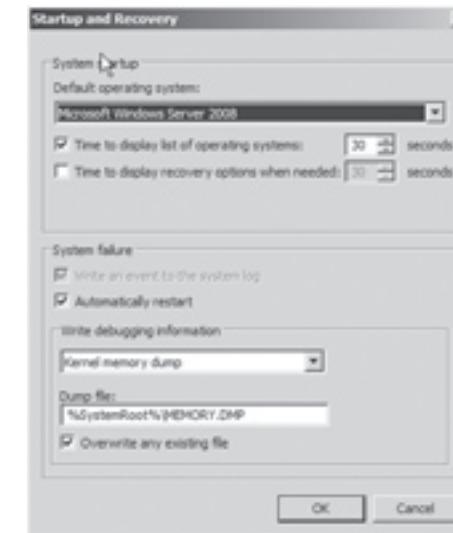 Startup and Recovery
System startup
Default operating system:
Microsoft Windows Server 2008
Time to display list of operating systems: 30 seconds
Time to display recovery options when needed: 30 seconds
System failure
Write an event to the system log
Automatically restart
Write debugging information
Kernel memory dump
Dump file:
%SystemRoot%\MEMORY.DMP
Overwrite any existing file
OK Cancel